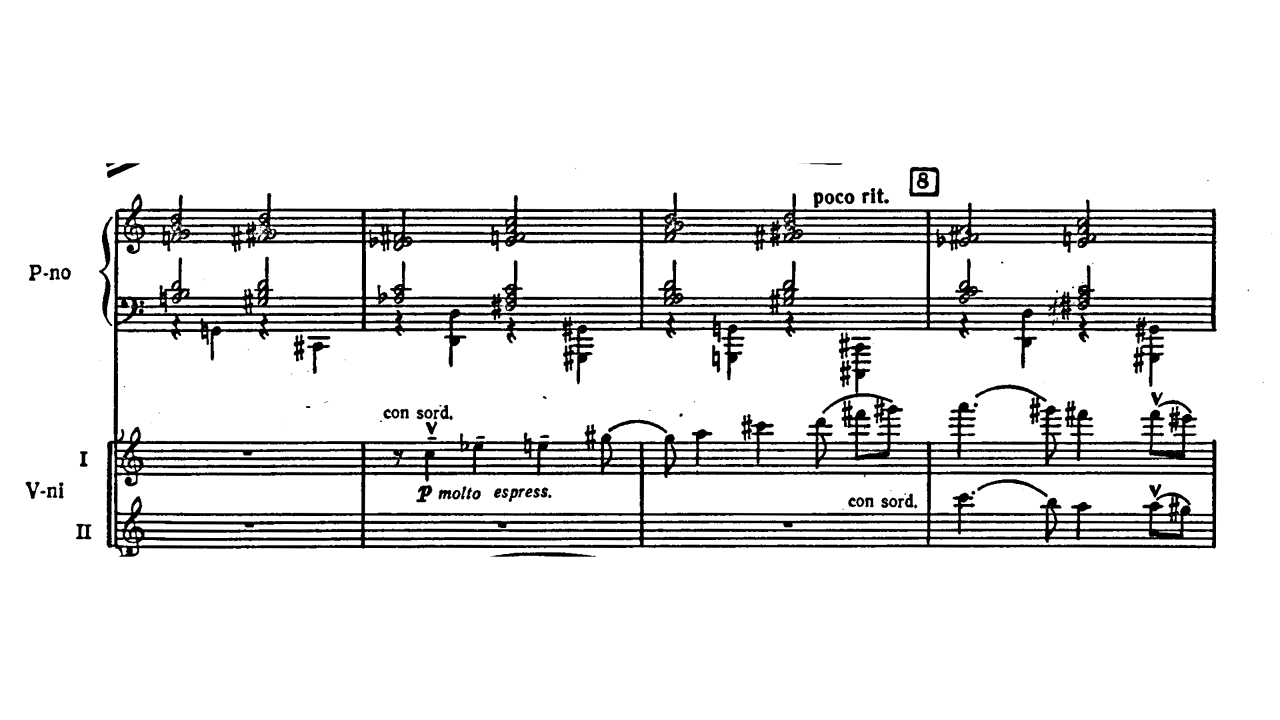 8
poco rit.
P-no
con sord.
I
V-ni
p molto espress.
con sord.
II